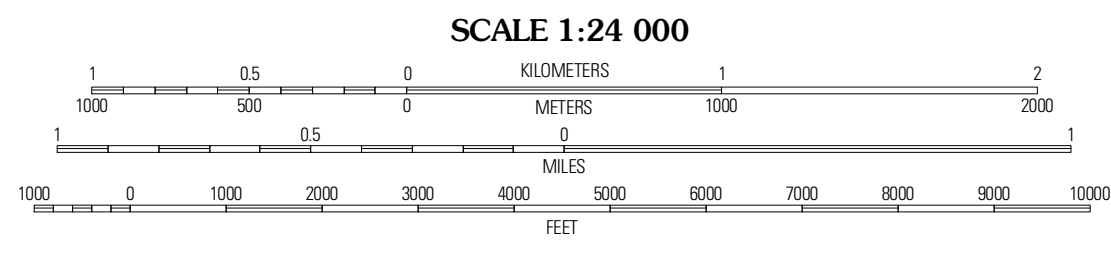 SCALE 1:24 000
1 0.5 0 KILOMETERS 1 2
1000 500 0 METERS 1000 2000
1 0.5 0 1
MILES
1000 0 1000 2000 3000 4000 5000 6000 7000 8000 9000 10000
FEET